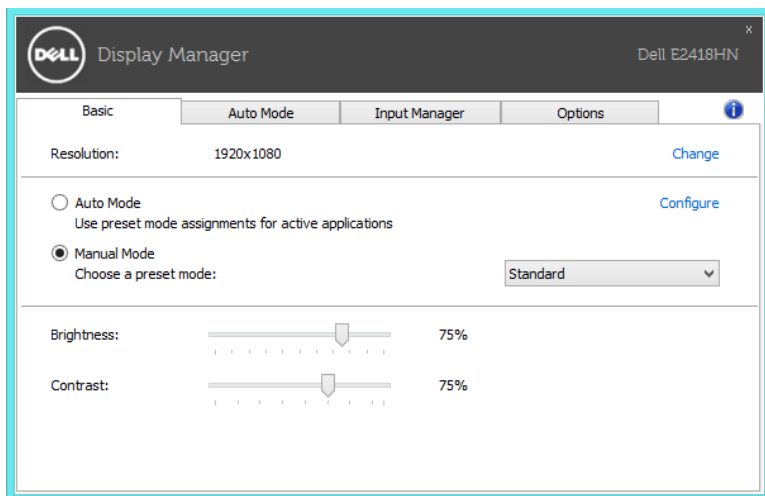 x
DELL Display Manager Dell E2418HN
Basic Auto Mode Input Manager Options i
Resolution: 1920x1080 Change
Auto Mode Configure
Use preset mode assignments for active applications
Manual Mode
Choose a preset mode: Standard
Brightness: 75%
Contrast: 75%